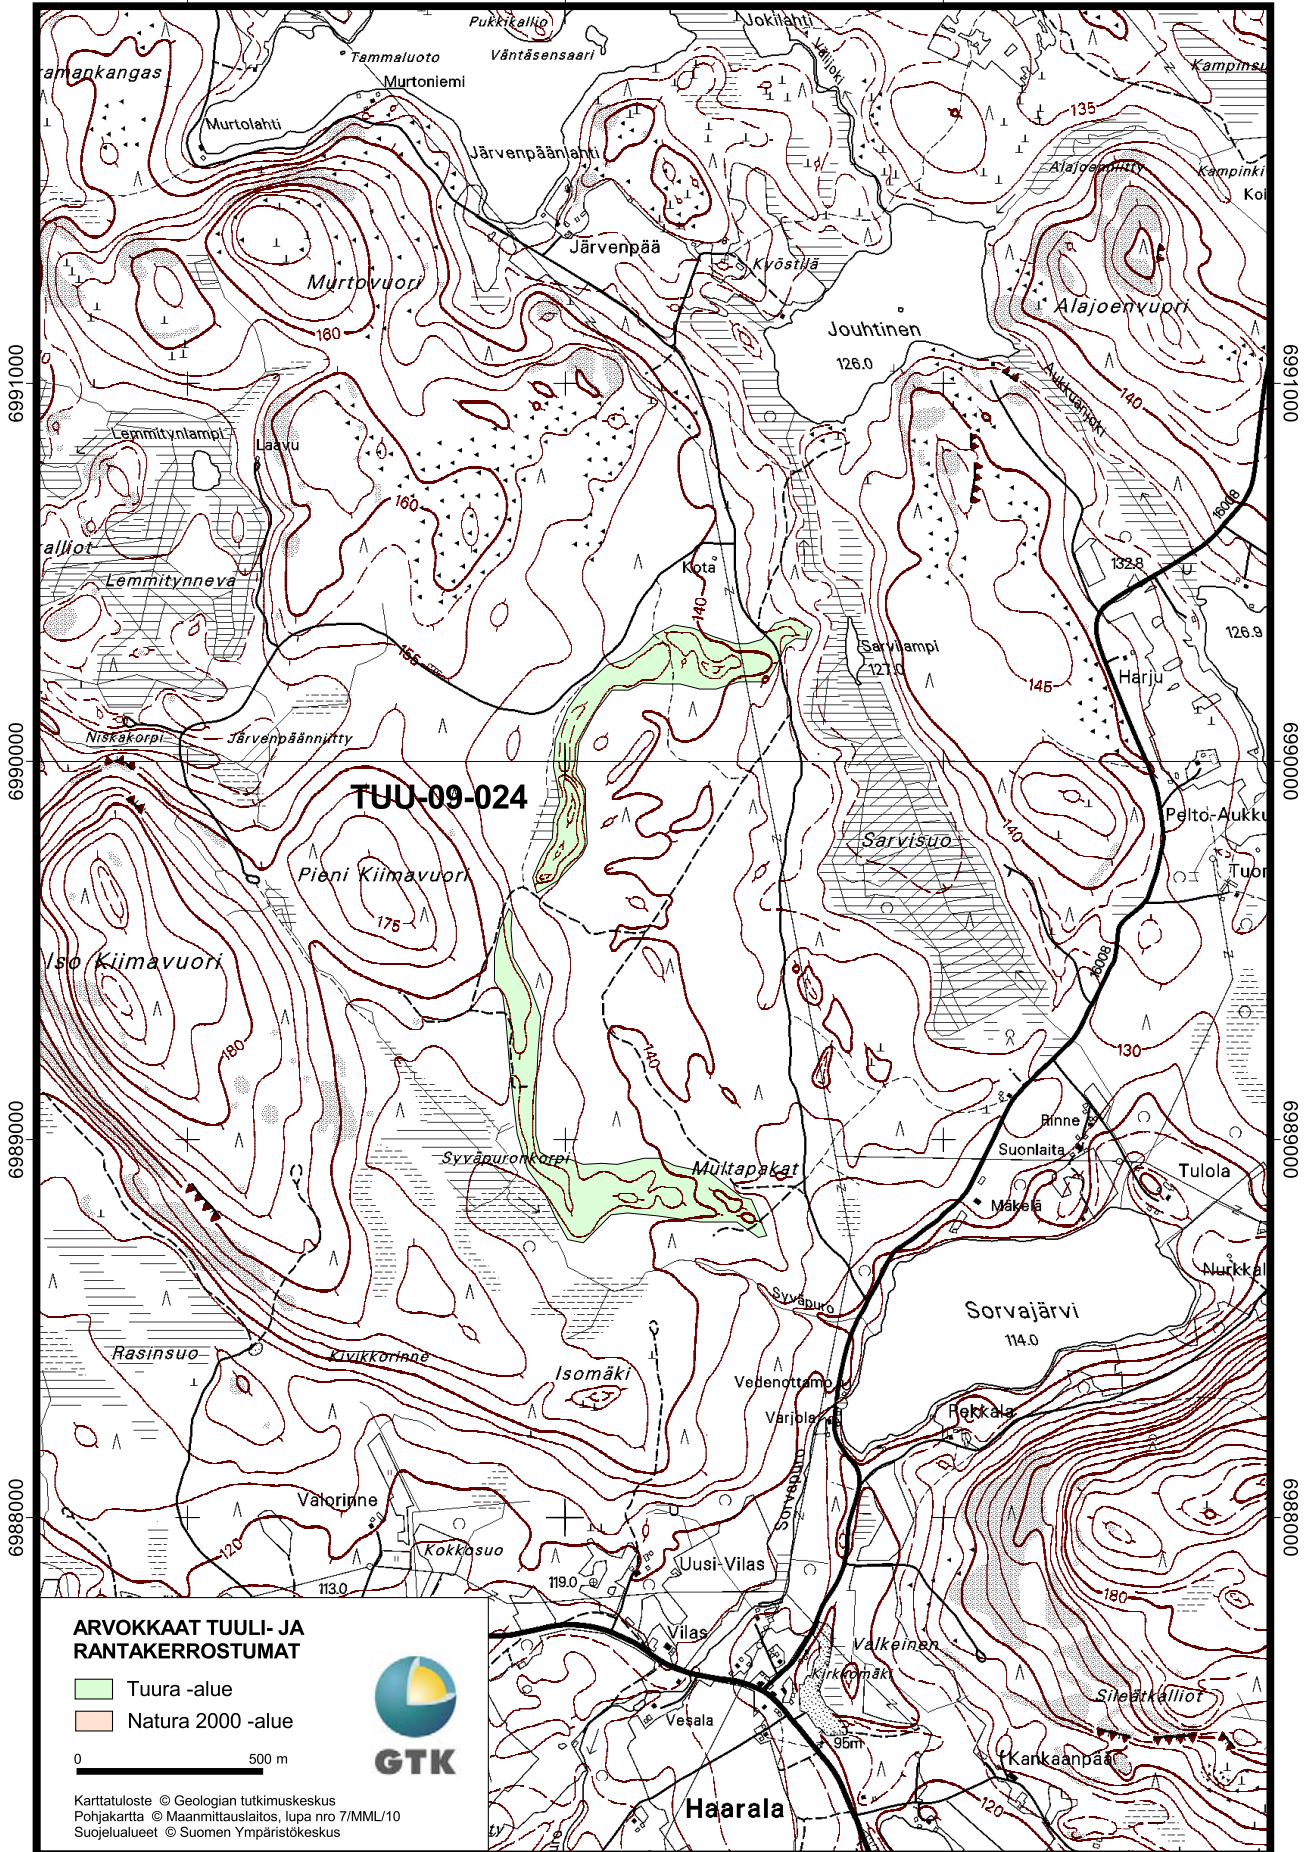 Pukkikallio
Jokilahti
Välijoki
Tammaluoto
Väntäsensaari
amankangas
Murtoniemi
Kampinsu
135
Murtolahti
Järvenpäänlahti
Alajoenniitty
Kampinki
Koi
Järvenpää
Kyöstilä
Murtovuori
Alajoenvuori
160
Jouhtinen
126.0
6991000
6991000
Aukkuanjoki
140
Lemmitynlampi
Laavu
160
16008
alliot
Lemmitynneva
Kota
132.8
140
126.9
155
Sarvilampi
127.0
Harju
145
Niskakorpi
Järvenpäänniitty
6990000
6990000
TUU-09-024
Pelto-Aukku
140
Sarvisuo
Pieni Kiimavuori
Tuor
175
Iso Kiimavuori
16008
180
140
130
6989000
6989000
Rinne
Suonlaita
Syväpuronkorpi
Multapakat
Tulola
Mäkelä
Nurkkal
Syväpuro
Sorvajärvi
114.0
Rasinsuo
Kivikkorinne
Isomäki
Vedenottamo
Varjola
Pekkala
Sorvapuro
Valorinne
6988000
6988000
120
Kokkosuo
Uusi-Vilas
113.0
119.0
180
Vilas
Valkeinen
Kirkkomäki
Sileätkalliot
Vesala
95m
Kankaanpää
Haarala
120
ty
uro
ARVOKKAAT TUULI- JA
RANTAKERROSTUMAT
Tuura -alue
Natura 2000 -alue
GTK
0 500 m
Karttatuloste © Geologian tutkimuskeskus
Pohjakartta © Maanmittauslaitos, lupa nro 7/MML/10
Suojelualueet © Suomen Ympäristökeskus